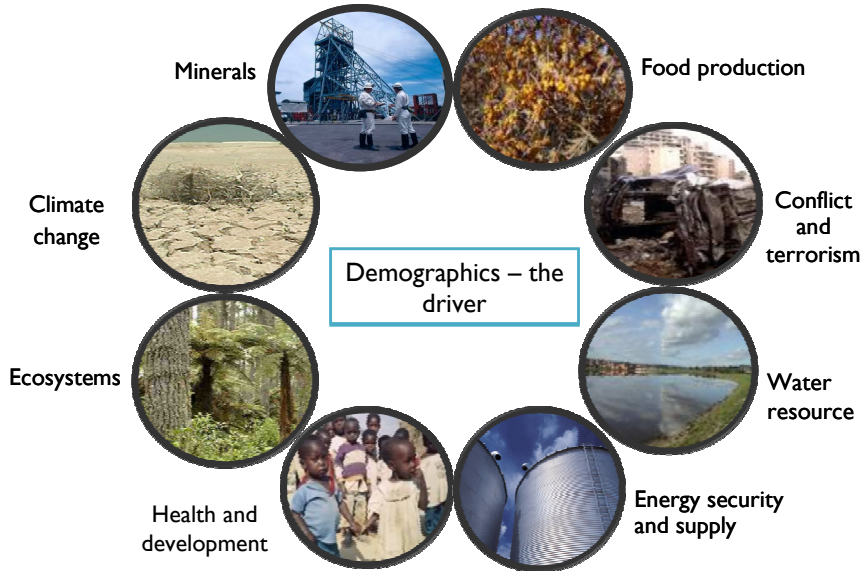 Minerals
Food production
Climate
change
Conflict
and
terrorism
Demographics – the
driver
Ecosystems
Water
resource
Health and
development
Energy security
and supply